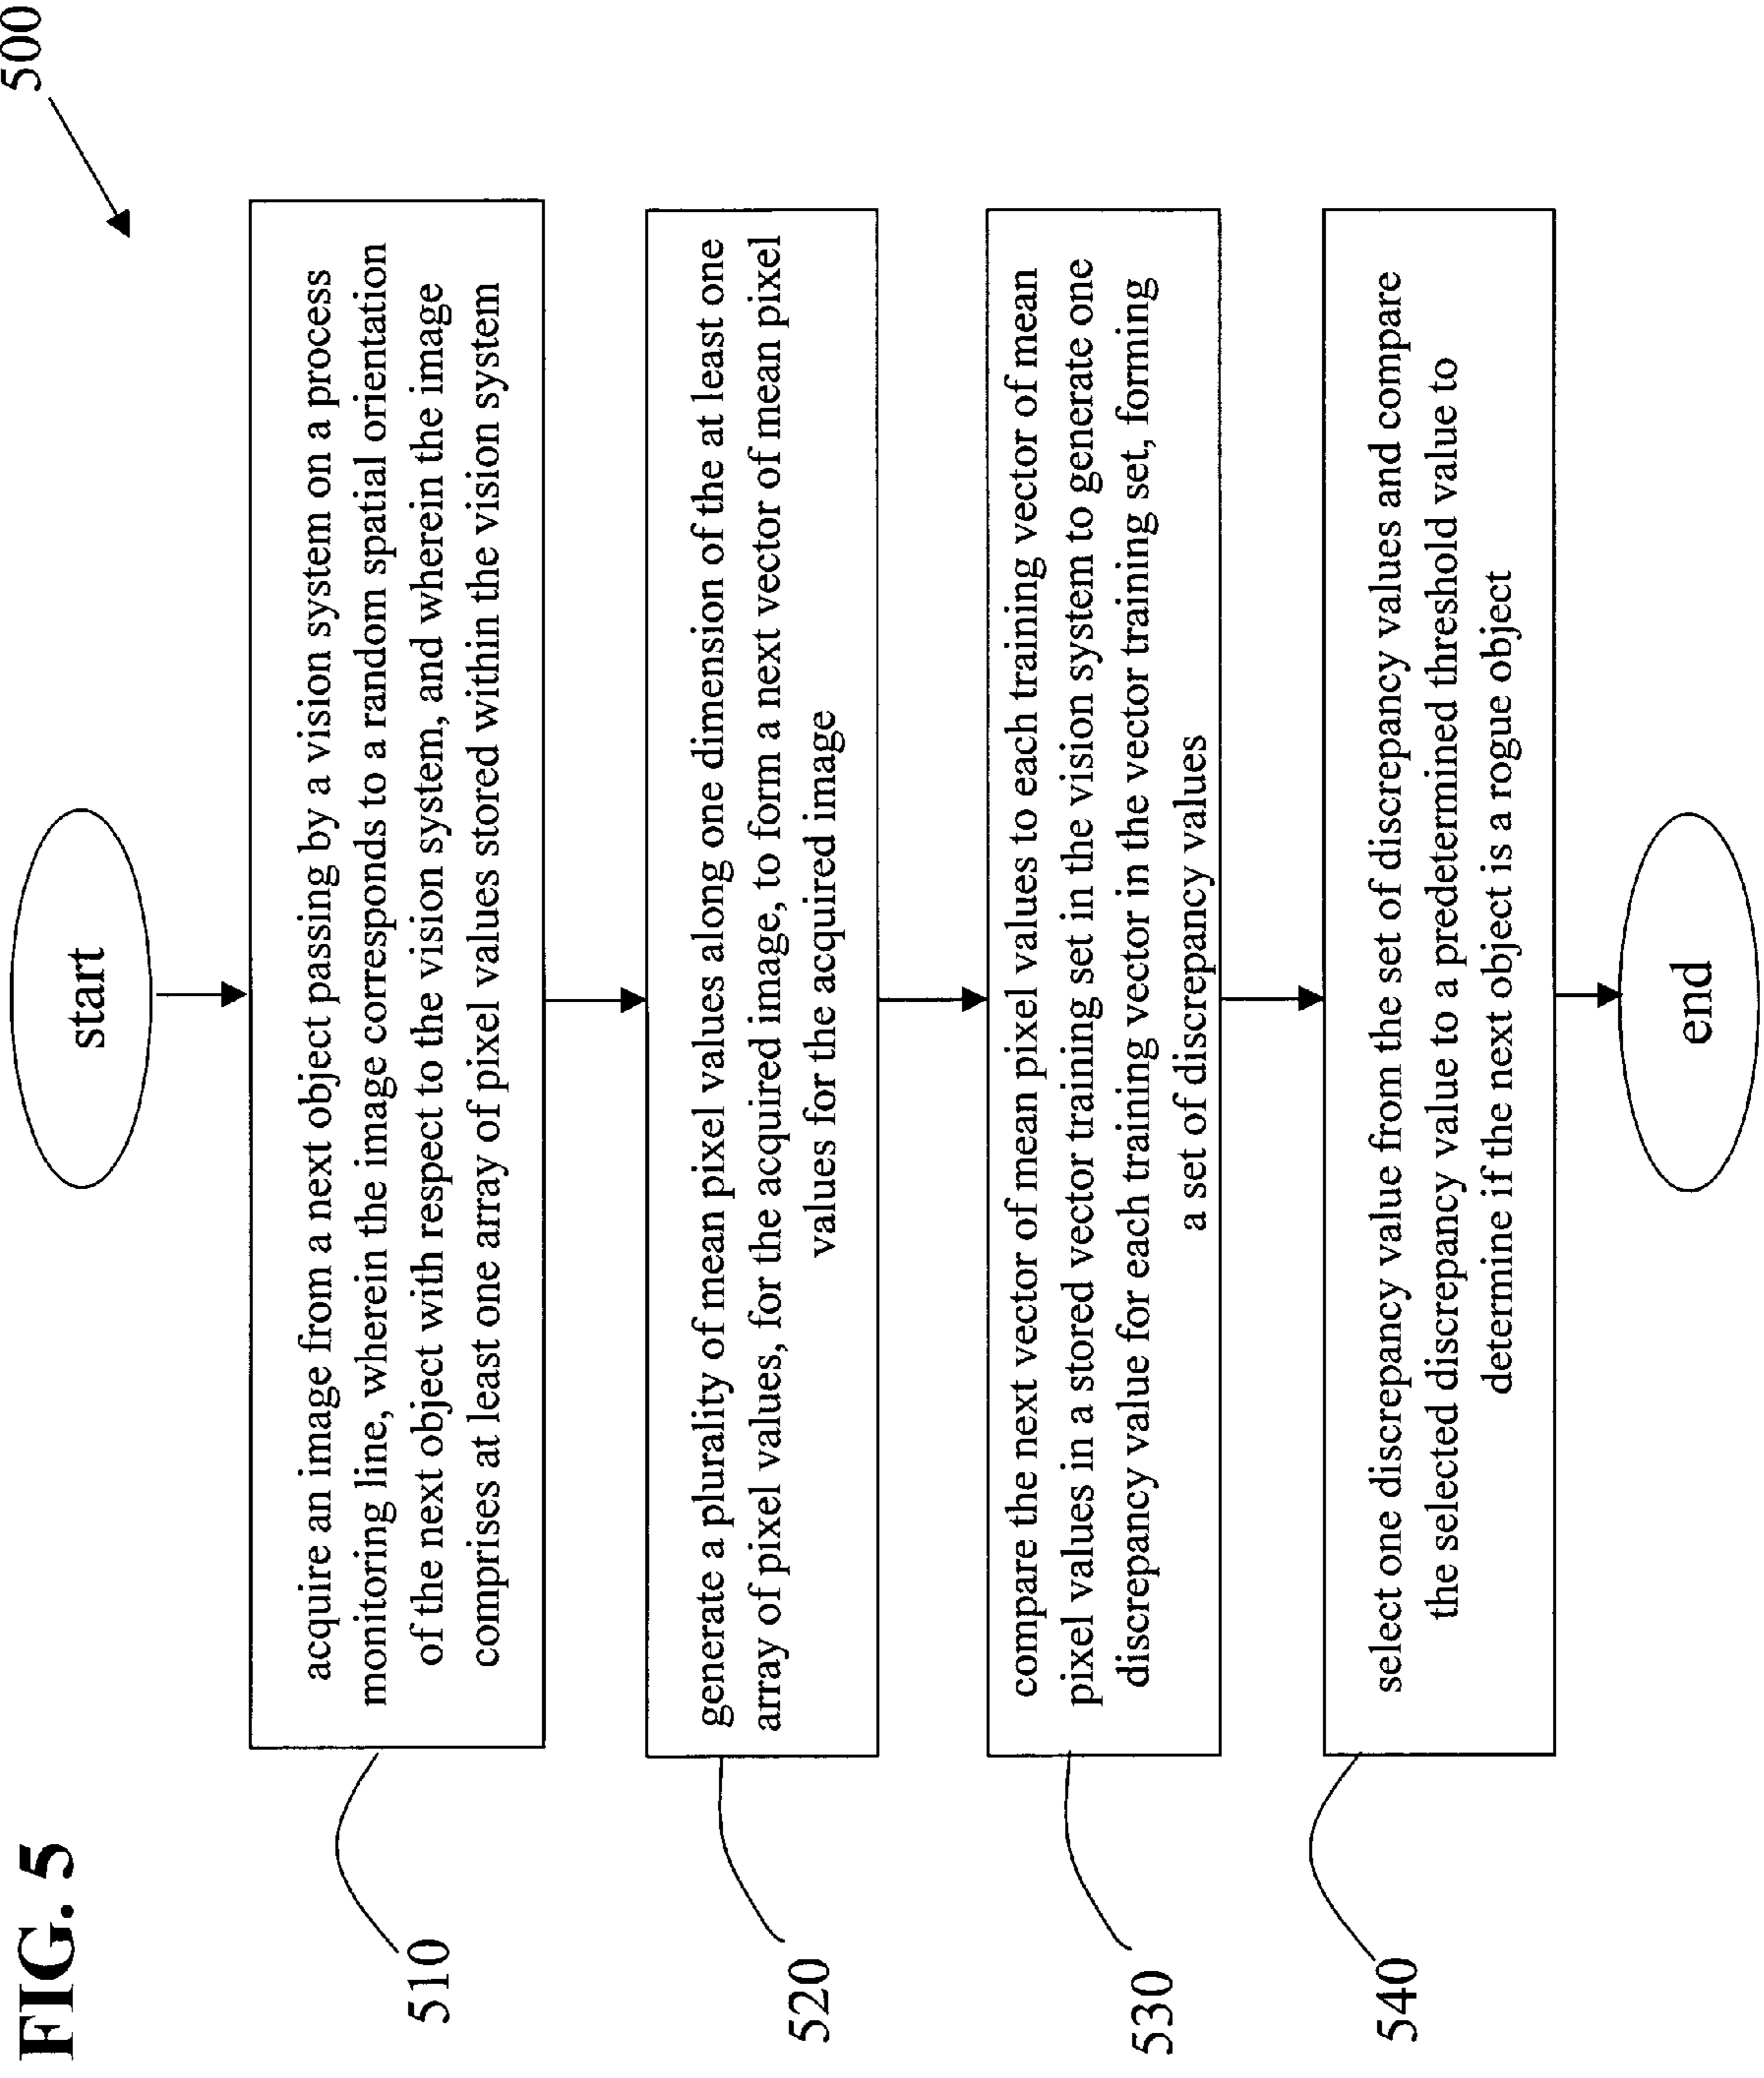 FIG. 5
500
start
acquire an image from a next object passing by a vision system on a process
monitoring line, wherein the image corresponds to a random spatial orientation
of the next object with respect to the vision system, and wherein the image
comprises at least one array of pixel values stored within the vision system
510
generate a plurality of mean pixel values along one dimension of the at least one
array of pixel values, for the acquired image, to form a next vector of mean pixel
values for the acquired image
520
compare the next vector of mean pixel values to each training vector of mean
pixel values in a stored vector training set in the vision system to generate one
discrepancy value for each training vector in the vector training set, forming
a set of discrepancy values
530
select one discrepancy value from the set of discrepancy values and compare
the selected discrepancy value to a predetermined threshold value to
determine if the next object is a rogue object
540
end